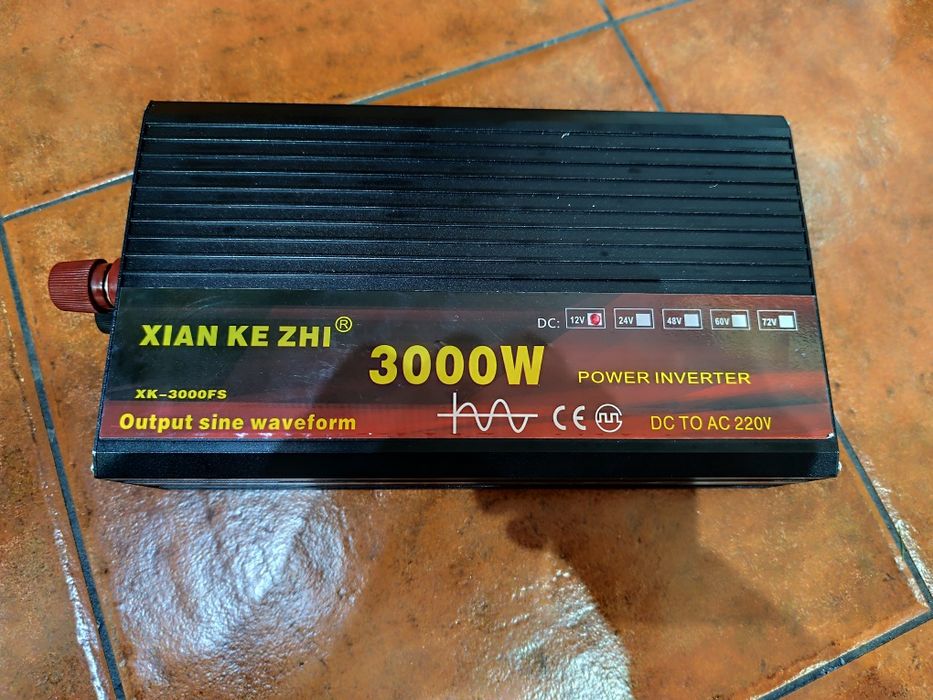 XIAN KE ZHI®
DC: 12V 24V 48V 60V 72V
3000W
POWER INVERTER
XK-3000FS
Output sine waveform
CE
DC TO AC 220V